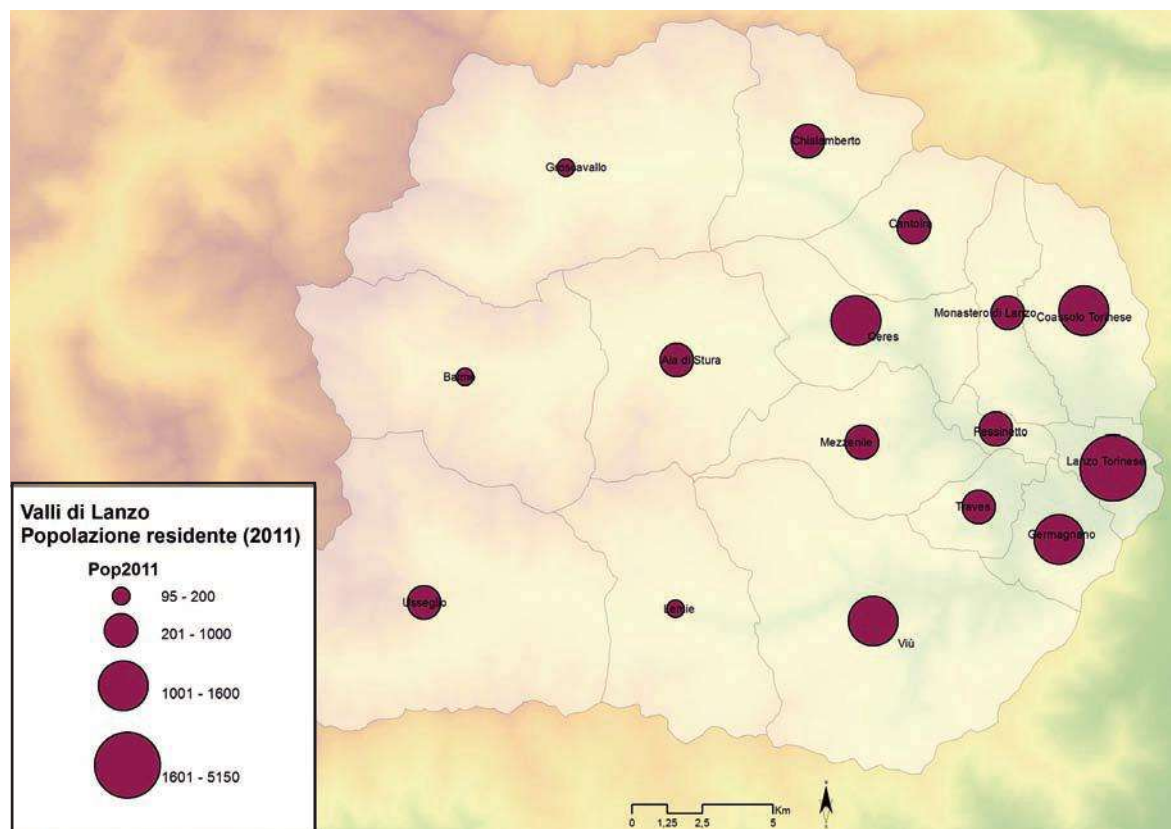 Chialamberto
Groscavallo
Cantoira
Monastero di Lanzo
Coassolo Torinese
Ceres
Ala di Stura
Balme
Pessinetto
Mezzenile
Lanzo Torinese
Traves
Germagnano
Usseglio
Lemie
Viù
Valli di Lanzo
Popolazione residente (2011)
Pop2011
95 - 200
201 - 1000
1001 - 1600
1601 - 5150
Km
0 1,25 2,5 5